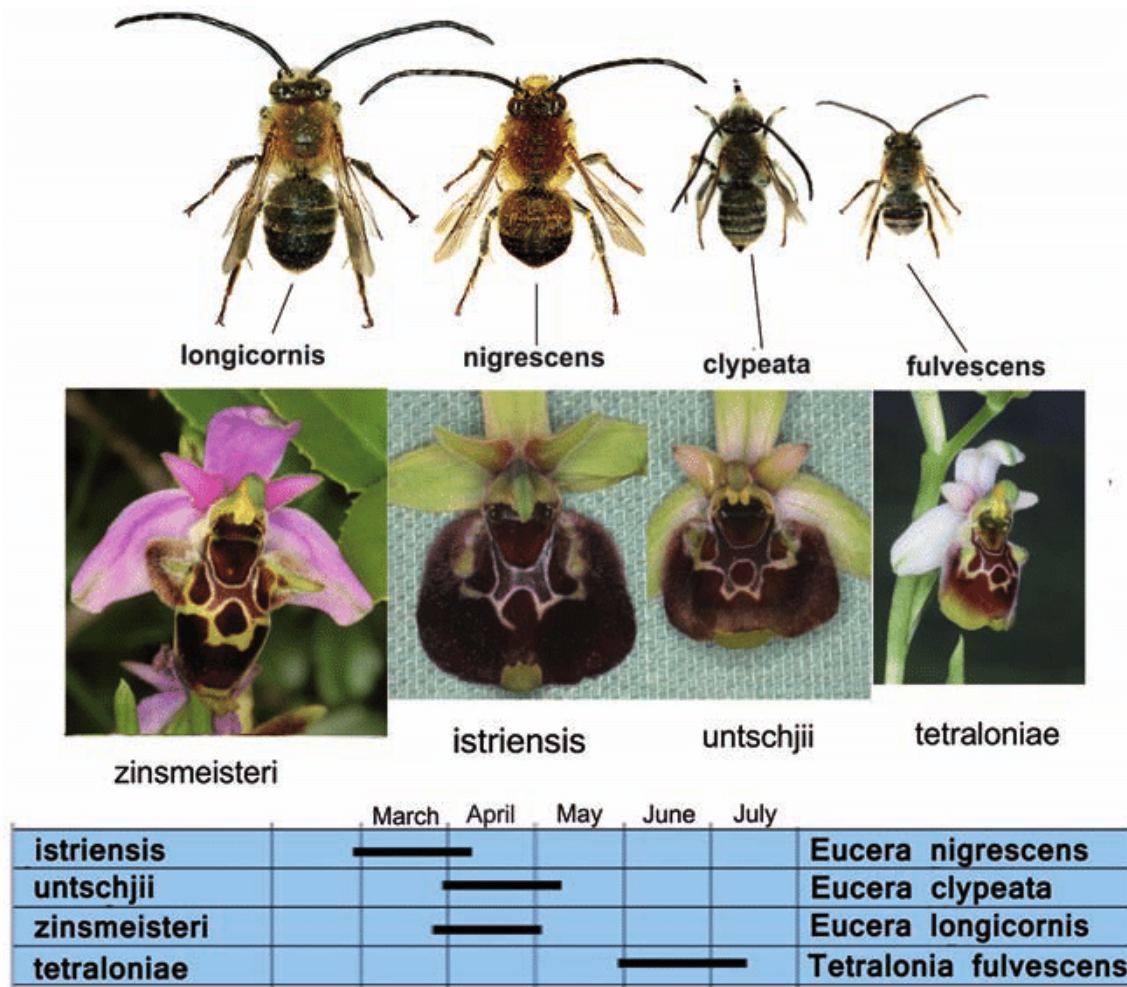 longicornis
nigrescens
clypeata
fulvescens
zinsmeisteri
istriensis
untschjii
tetraloniae
March April May June July
istriensis Eucera nigrescens
untschjii Eucera clypeata
zinsmeisteri Eucera longicornis
tetraloniae Tetralonia fulvescens